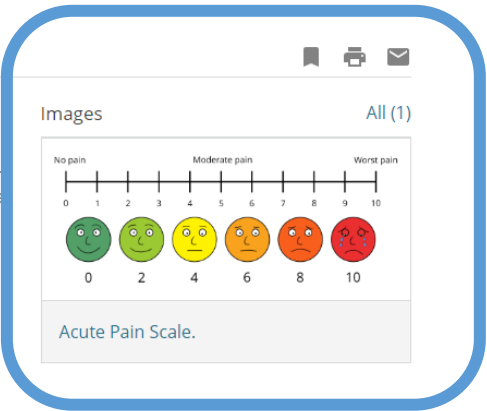 Images All (1)
No pain Moderate pain Worst pain
0 1 2 3 4 5 6 7 8 9 10
0 2 4 6 8 10
Acute Pain Scale.